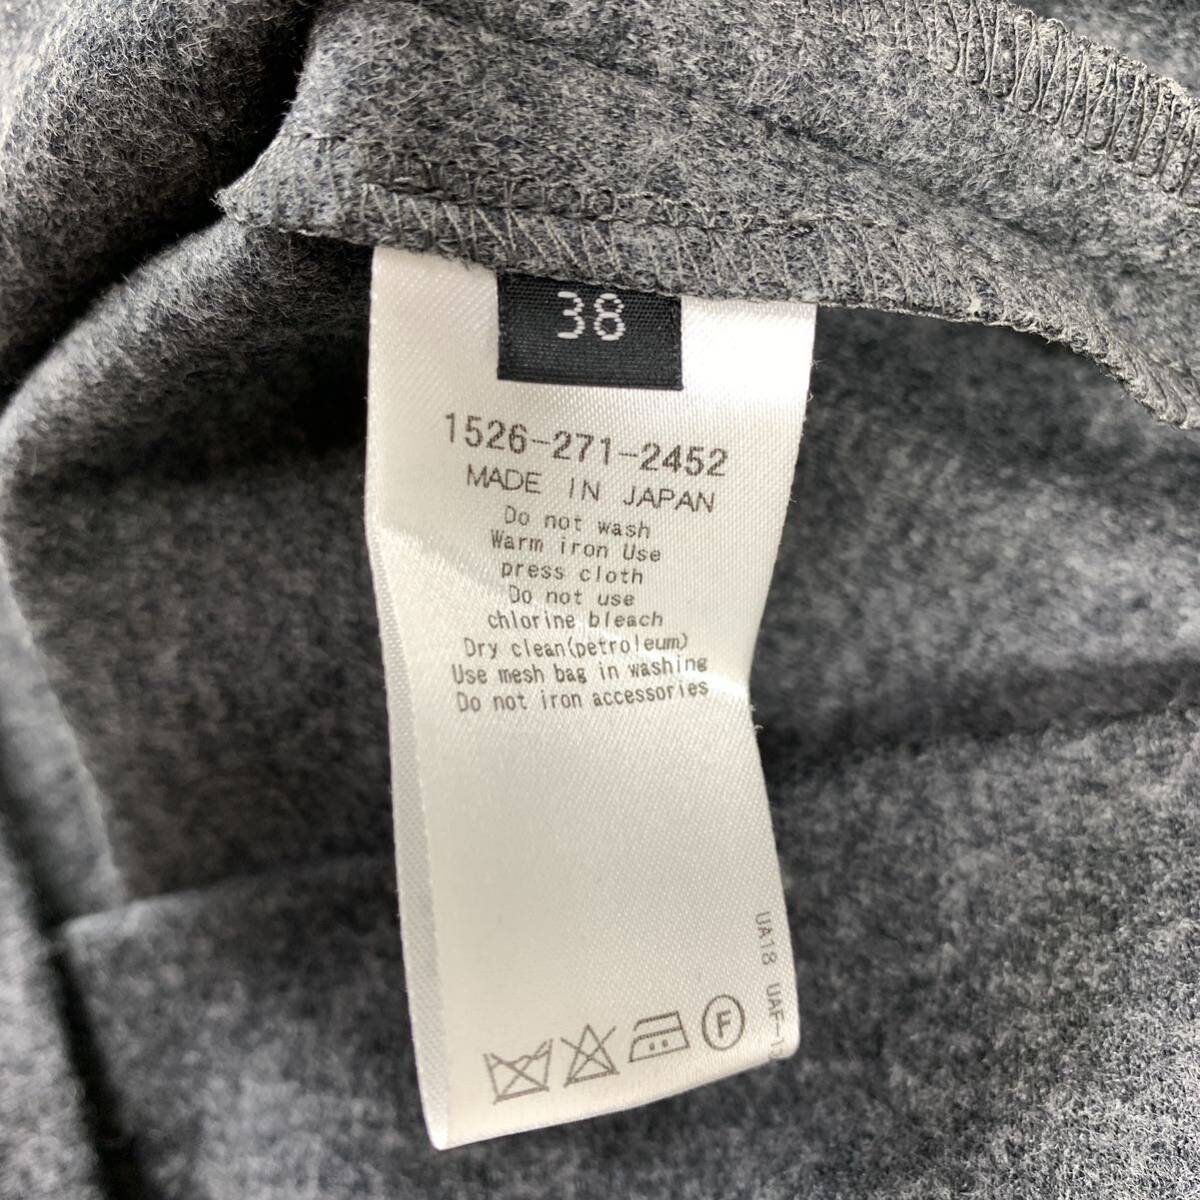 38
1526-271-2452
MADE IN JAPAN
Do not wash
Warm iron Use
press cloth
Do not use
chlorine bleach
Dry clean(petroleum)
Use mesh bag in washing
Do not iron accessories
UA18
F